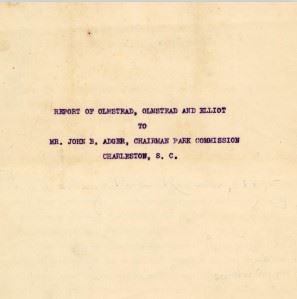 REPORT OF OLMSTEAD, OLMSTEAD AND ELLIOT
TO
MR. JOHN B. ADGER, CHAIRMAN PARK COMMISSION
CHARLESTON, S. C.